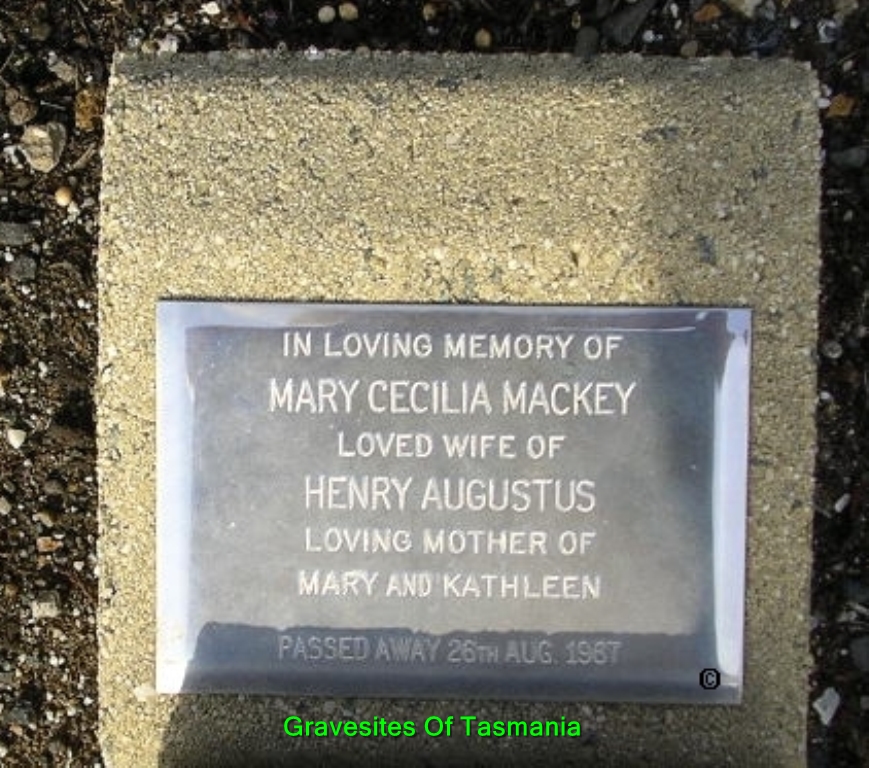 IN LOVING MEMORY OF
MARY CECILIA MACKEY
LOVED WIFE OF
HENRY AUGUSTUS
LOVING MOTHER OF
MARY AND KATHLEEN
PASSED AWAY 26TH AUG. 1967
©
Gravesites Of Tasmania